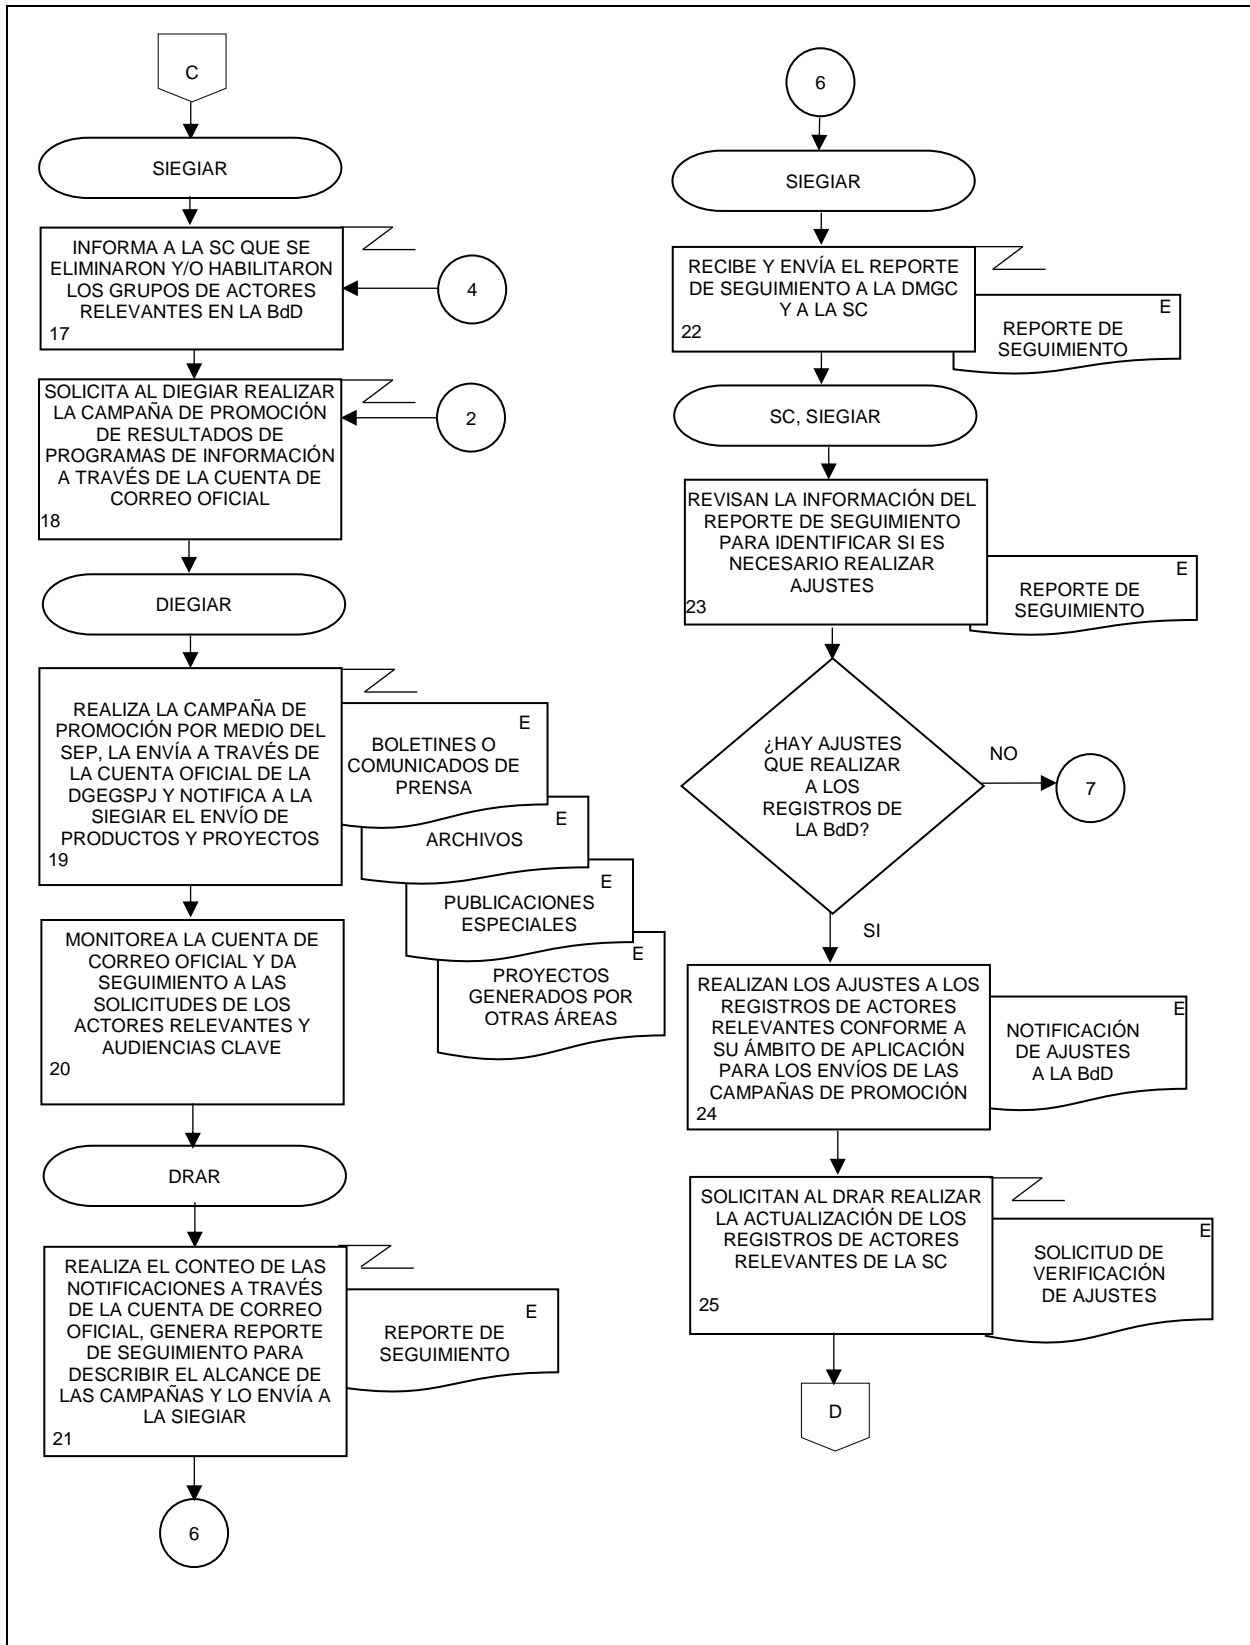 C
SIEGIAR
INFORMA A LA SC QUE SE
ELIMINARON Y/O HABILITARON
LOS GRUPOS DE ACTORES
RELEVANTES EN LA BdD
17
4
SOLICITA AL DIEGIAR REALIZAR
LA CAMPAÑA DE PROMOCIÓN
DE RESULTADOS DE
PROGRAMAS DE INFORMACIÓN
A TRAVÉS DE LA CUENTA DE
CORREO OFICIAL
18
2
DIEGIAR
REALIZA LA CAMPAÑA DE
PROMOCIÓN POR MEDIO DEL
SEP, LA ENVÍA A TRAVÉS DE
LA CUENTA OFICIAL DE LA
DGEGSPJ Y NOTIFICA A LA
SIEGIAR EL ENVÍO DE
PRODUCTOS Y PROYECTOS
19
E
BOLETINES O
COMUNICADOS DE
PRENSA
E
ARCHIVOS
E
PUBLICACIONES
ESPECIALES
E
PROYECTOS
GENERADOS POR
OTRAS ÁREAS
MONITOREA LA CUENTA DE
CORREO OFICIAL Y DA
SEGUIMIENTO A LAS
SOLICITUDES DE LOS
ACTORES RELEVANTES Y
AUDIENCIAS CLAVE
20
DRAR
REALIZA EL CONTEO DE LAS
NOTIFICACIONES A TRAVÉS
DE LA CUENTA DE CORREO
OFICIAL, GENERA REPORTE
DE SEGUIMIENTO PARA
DESCRIBIR EL ALCANCE DE
LAS CAMPAÑAS Y LO ENVÍA A
LA SIEGIAR
21
E
REPORTE DE
SEGUIMIENTO
6
6
SIEGIAR
RECIBE Y ENVÍA EL REPORTE
DE SEGUIMIENTO A LA DMGC
Y A LA SC
22
E
REPORTE DE
SEGUIMIENTO
SC, SIEGIAR
REVISAN LA INFORMACIÓN DEL
REPORTE DE SEGUIMIENTO
PARA IDENTIFICAR SI ES
NECESARIO REALIZAR
AJUSTES
23
E
REPORTE DE
SEGUIMIENTO
¿HAY AJUSTES
QUE REALIZAR
A LOS
REGISTROS DE
LA BdD?
NO
7
SI
REALIZAN LOS AJUSTES A LOS
REGISTROS DE ACTORES
RELEVANTES CONFORME A
SU ÁMBITO DE APLICACIÓN
PARA LOS ENVÍOS DE LAS
CAMPAÑAS DE PROMOCIÓN
24
E
NOTIFICACIÓN
DE AJUSTES
A LA BdD
SOLICITAN AL DRAR REALIZAR
LA ACTUALIZACIÓN DE LOS
REGISTROS DE ACTORES
RELEVANTES DE LA SC
25
E
SOLICITUD DE
VERIFICACIÓN
DE AJUSTES
D